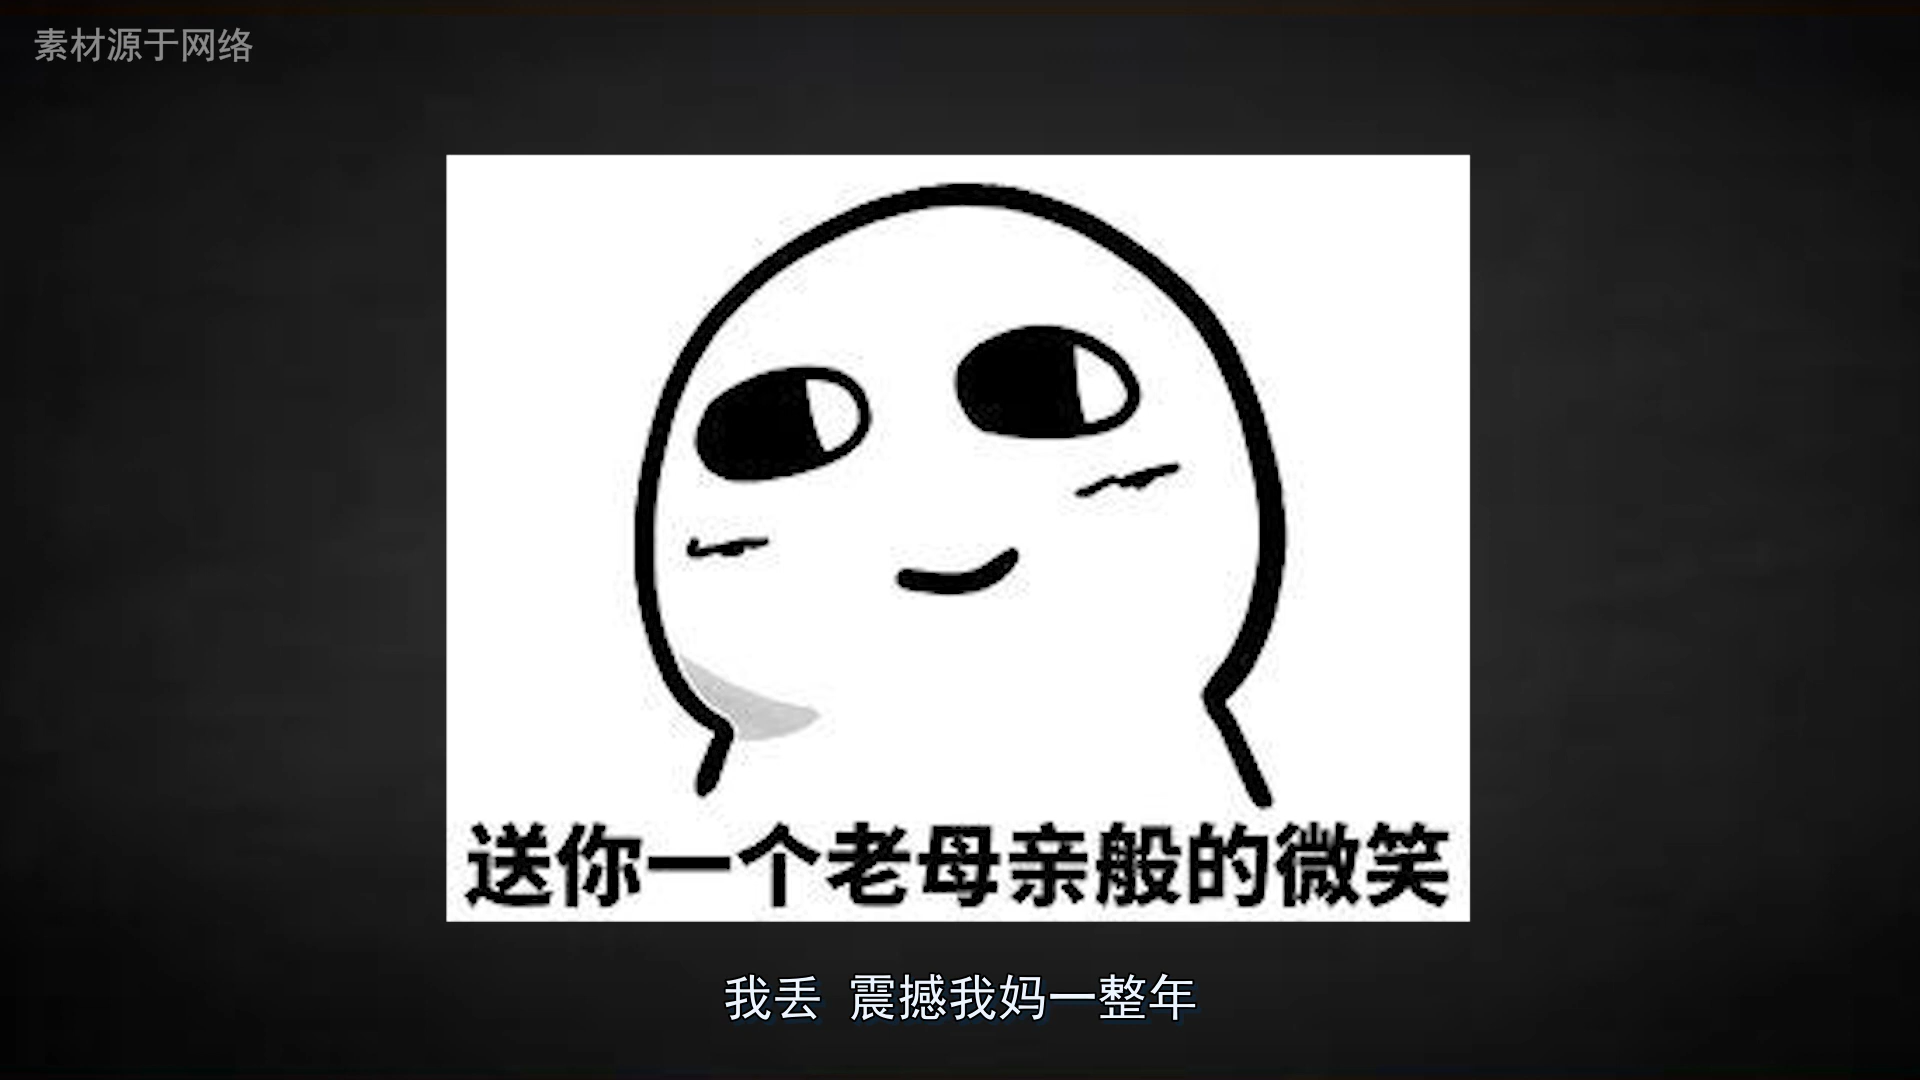 素材源于网络
送你一个老母亲般的微笑
我丢 震撼我妈一整年